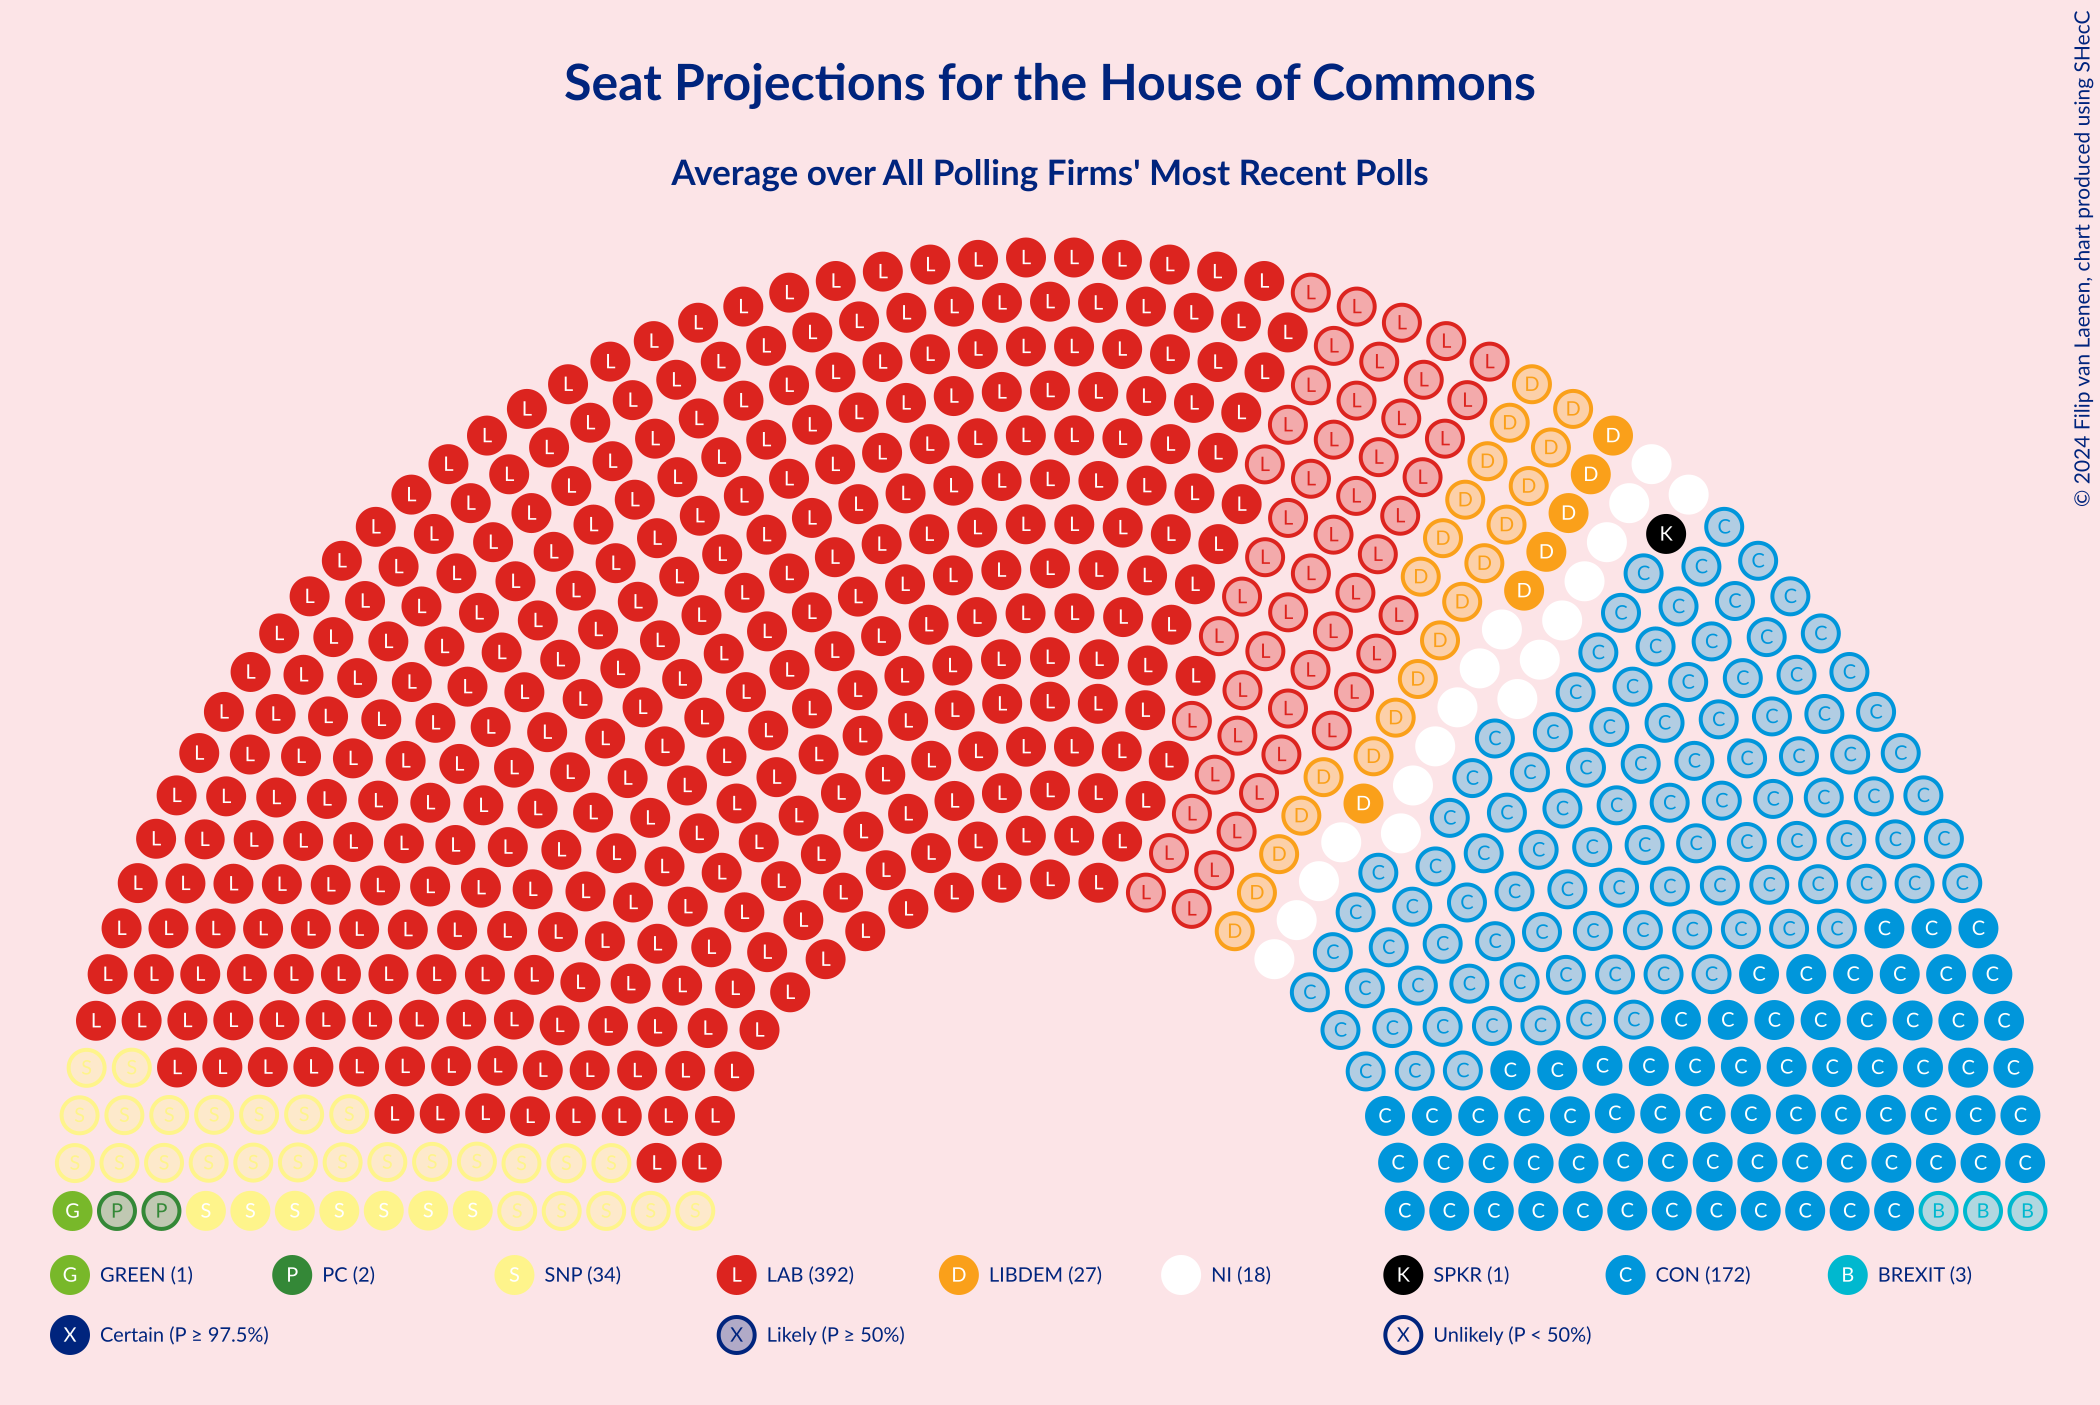 Seat Projections for the House of Commons
Average over All Polling Firms' Most Recent Polls
© 2024 Filip van Laenen, chart produced using SHecC
G GREEN (1) P PC (2) S SNP (34) L LAB (392) D LIBDEM (27) NI (18) K SPKR (1) C CON (172) B BREXIT (3)
X Certain (P ≥ 97.5%) X Likely (P ≥ 50%) X Unlikely (P < 50%)